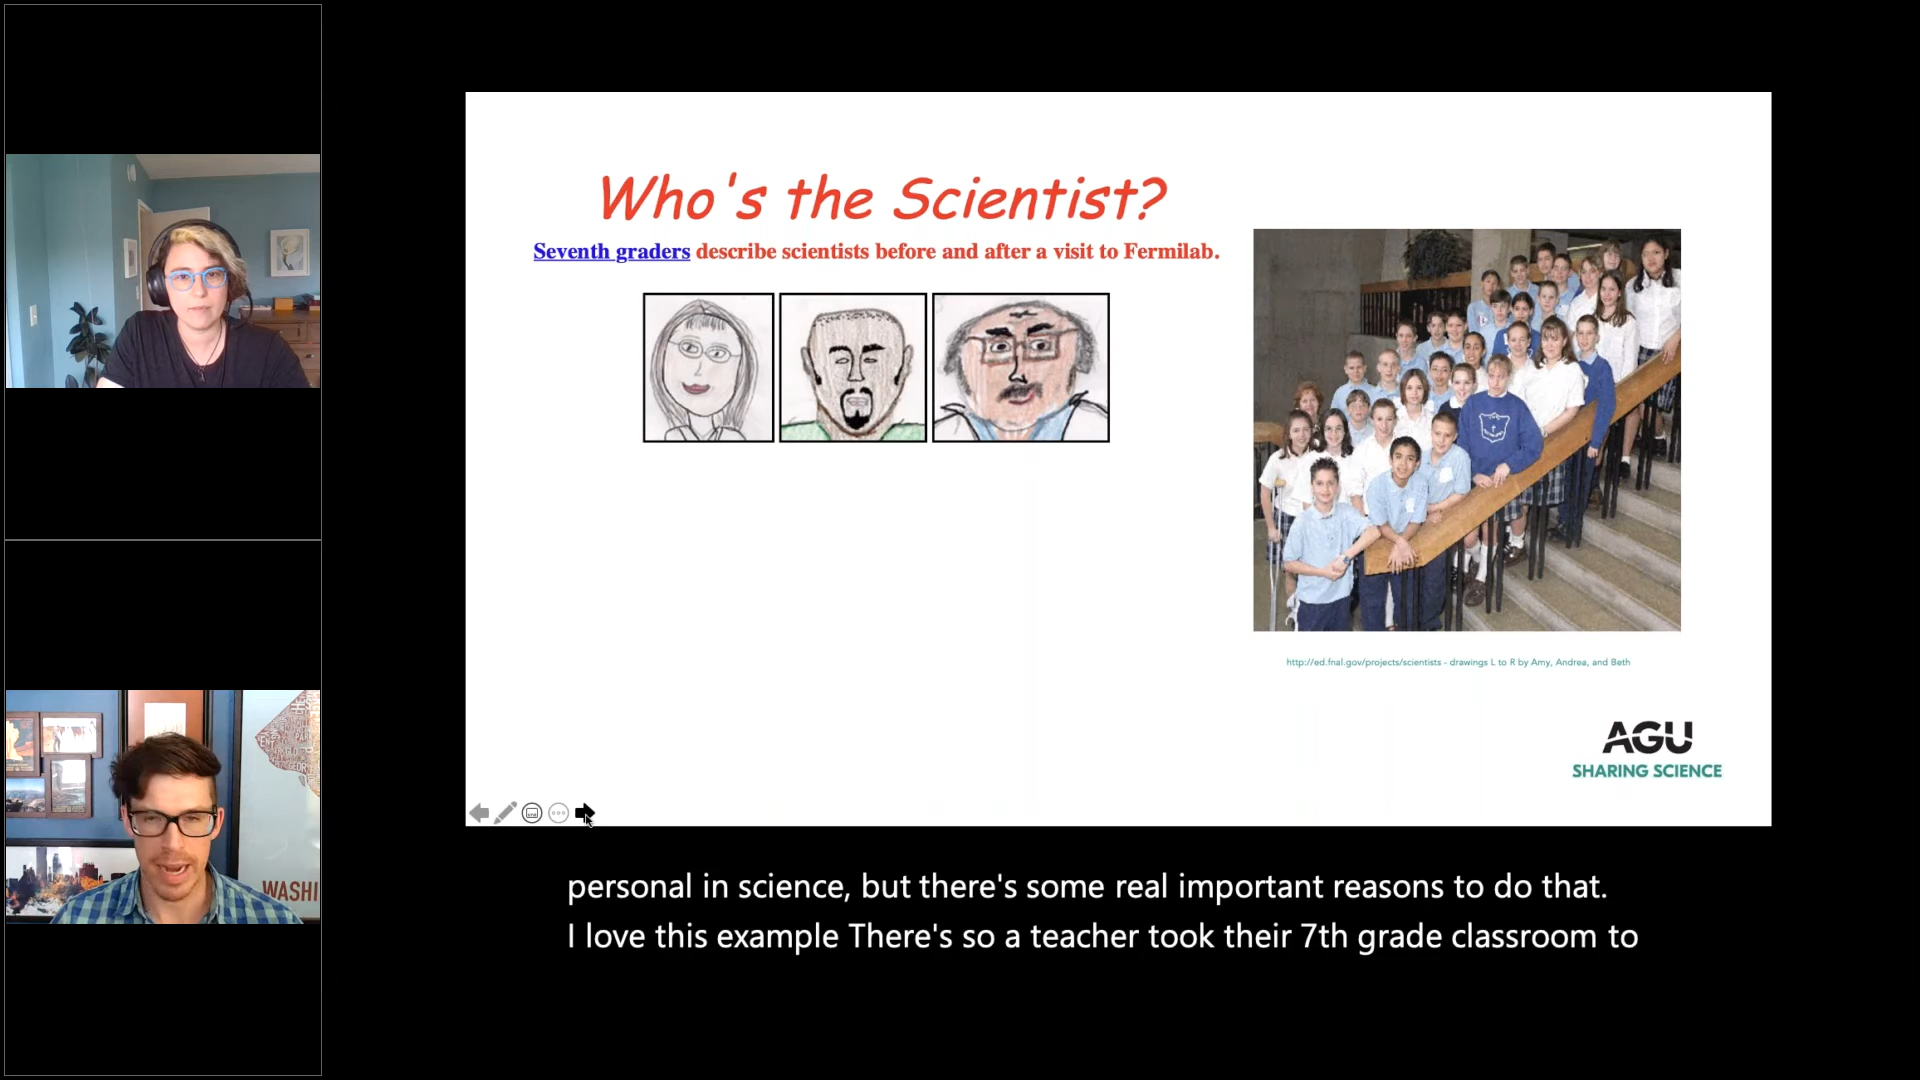 Who's the Scientist?
Seventh graders describe scientists before and after a visit to Fermilab.
http://ed.fnal.gov/projects/scientists - drawings L to R by Amy, Andrea, and Beth
AGU
SHARING SCIENCE
WASHI
personal in science, but there's some real important reasons to do that.
I love this example There's so a teacher took their 7th grade classroom to